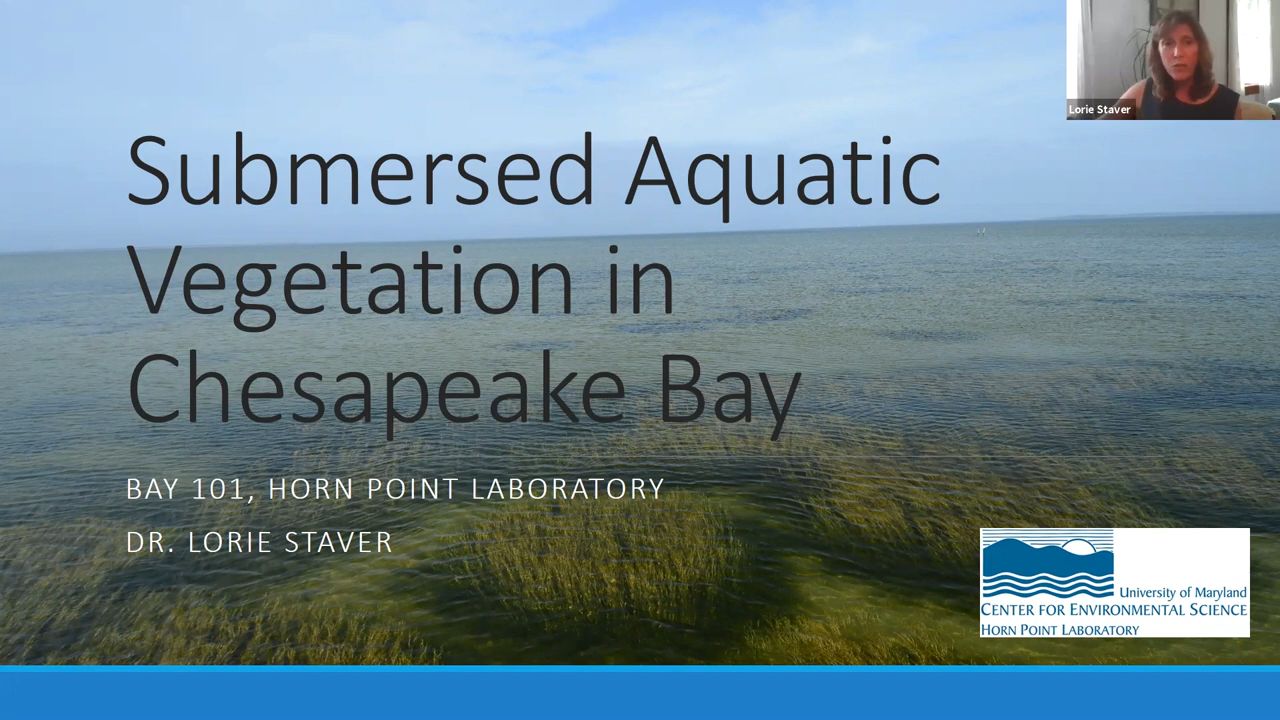 Lorie Staver
Submersed Aquatic
Vegetation in
Chesapeake Bay
BAY 101, HORN POINT LABORATORY
DR. LORIE STAVER
University of Maryland
CENTER FOR ENVIRONMENTAL SCIENCE
HORN POINT LABORATORY